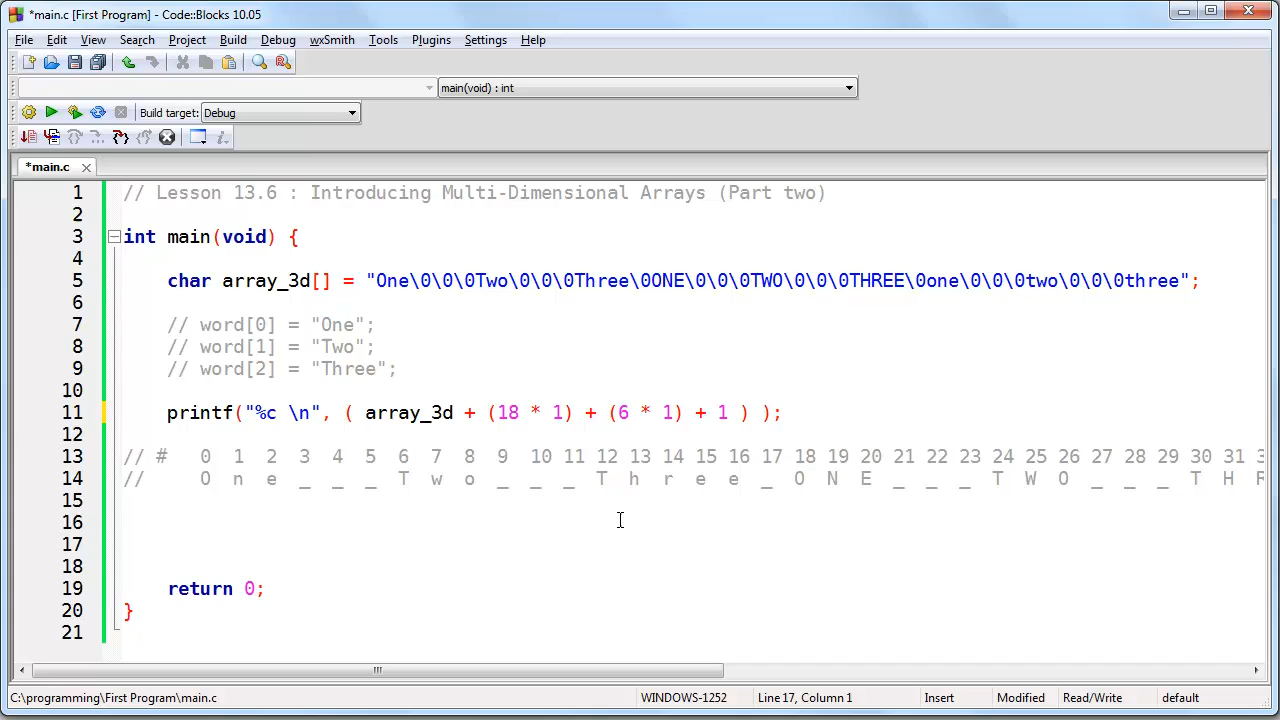 *main.c [First Program] - Code::Blocks 10.05
File Edit View Search Project Build Debug wxSmith Tools Plugins Settings Help
main(void) : int
Build target: Debug
*main.c
1 // Lesson 13.6 : Introducing Multi-Dimensional Arrays (Part two)
2
3 int main(void) {
4
5 char array_3d[] = "One\0\0\0Two\0\0\0Three\0ONE\0\0\0TWO\0\0\0THREE\0one\0\0\0two\0\0\0three";
6
7 // word[0] = "One";
8 // word[1] = "Two";
9 // word[2] = "Three";
10
11 printf("%c \n", ( array_3d + (18 * 1) + (6 * 1) + 1 ) );
12
13 // # 0 1 2 3 4 5 6 7 8 9 10 11 12 13 14 15 16 17 18 19 20 21 22 23 24 25 26 27 28 29 30 31 3
14 // O n e _ _ _ T w o _ _ _ T h r e e _ O N E _ _ _ T W O _ _ _ T H R
15
16
17
18
19 return 0;
20 }
21
C:\programming\First Program\main.c WINDOWS-1252 Line 17, Column 1 Insert Modified Read/Write default